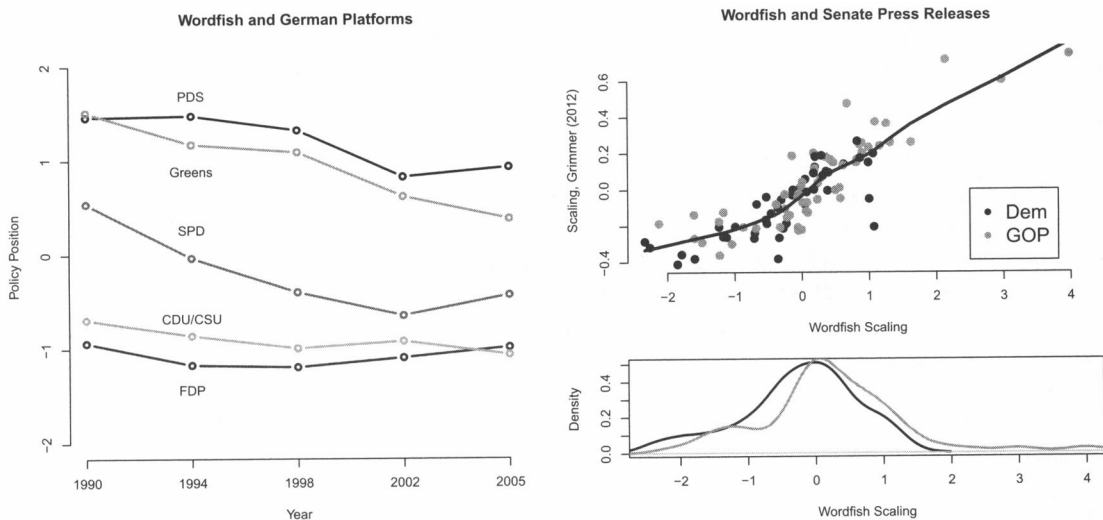 Wordfish and German Platforms
2
1
0
−1
−2
Policy Position
PDS
Greens
SPD
CDU/CSU
FDP
1990
1994
1998
2002
2005
Year
Wordfish and Senate Press Releases
Scaling, Grimmer (2012)
0.6
0.4
0.2
0.0
−0.4
Dem
GOP
−2
−1
0
1
2
3
4
Wordfish Scaling
Density
0.4
0.2
0.0
−2
−1
0
1
2
3
4
Wordfish Scaling